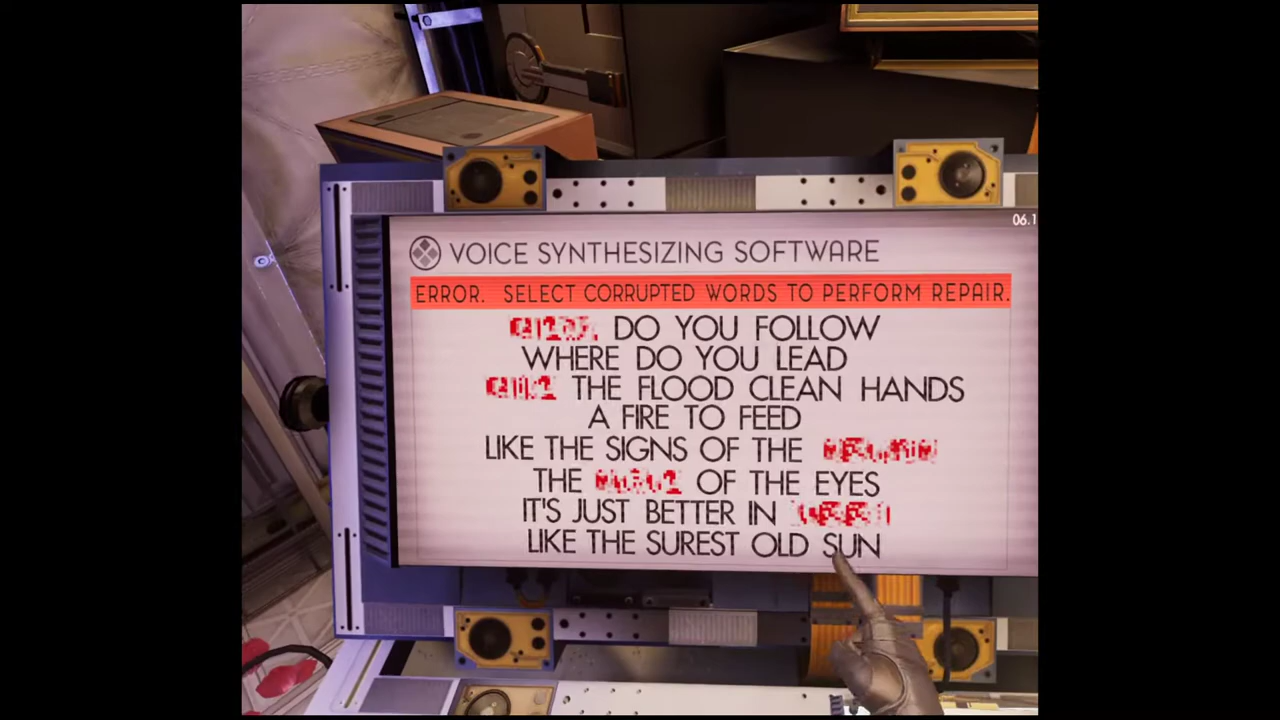 06.1
VOICE SYNTHESIZING SOFTWARE
ERROR. SELECT CORRUPTED WORDS TO PERFORM REPAIR.
DO YOU FOLLOW
WHERE DO YOU LEAD
THE FLOOD CLEAN HANDS
A FIRE TO FEED
LIKE THE SIGNS OF THE
THE OF THE EYES
IT'S JUST BETTER IN
LIKE THE SUREST OLD SUN